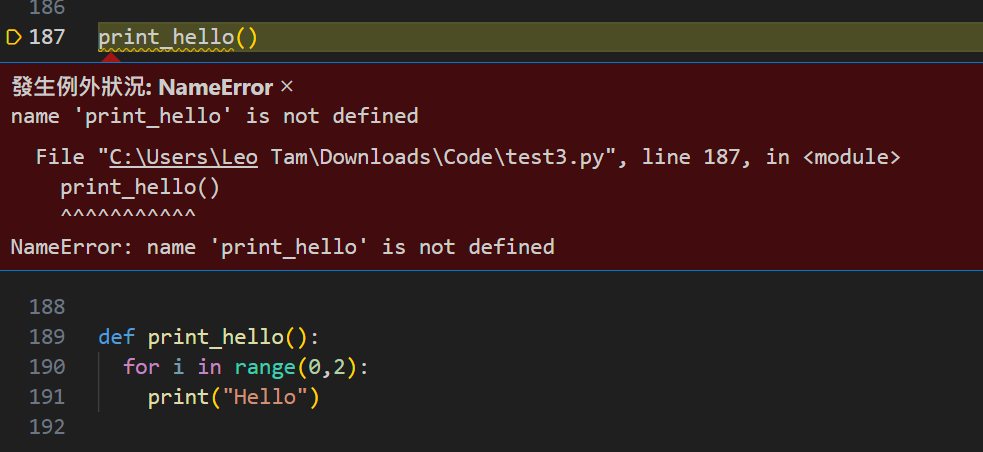 186
187 print_hello()
發生例外狀況: NameError ×
name 'print_hello' is not defined
File "C:\Users\Leo Tam\Downloads\Code\test3.py", line 187, in <module>
print_hello()
^^^^^^^^^^^
NameError: name 'print_hello' is not defined
188
189 def print_hello():
190 for i in range(0,2):
191 print("Hello")
192